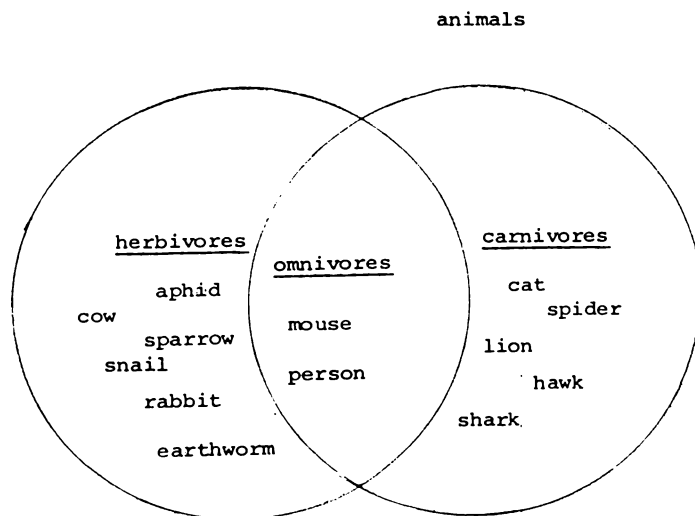 animals
herbivores
aphid
cow
sparrow
snail
rabbit
earthworm
omnivores
mouse
person
carnivores
cat
spider
lion
hawk
shark